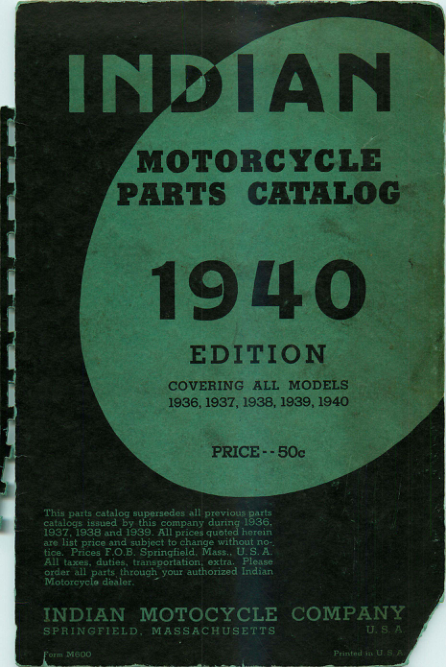 INDIAN
MOTORCYCLE
PARTS CATALOG
1940
EDITION
COVERING ALL MODELS
1936, 1937, 1938, 1939, 1940
PRICE - - 50c
This parts catalog supersedes all previous parts
catalogs issued by this company during 1936,
1937, 1938 and 1939. All prices quoted herein
are list price and subject to change without no-
tice. Prices F.O.B. Springfield, Mass., U.S.A.
All taxes, duties, transportation, extra. Please
order all parts through your authorized Indian
Motorcycle dealer.
INDIAN MOTOCYCLE COMPANY
SPRINGFIELD, MASSACHUSETTS U.S.A.
Form M600 Printed in U.S.A.